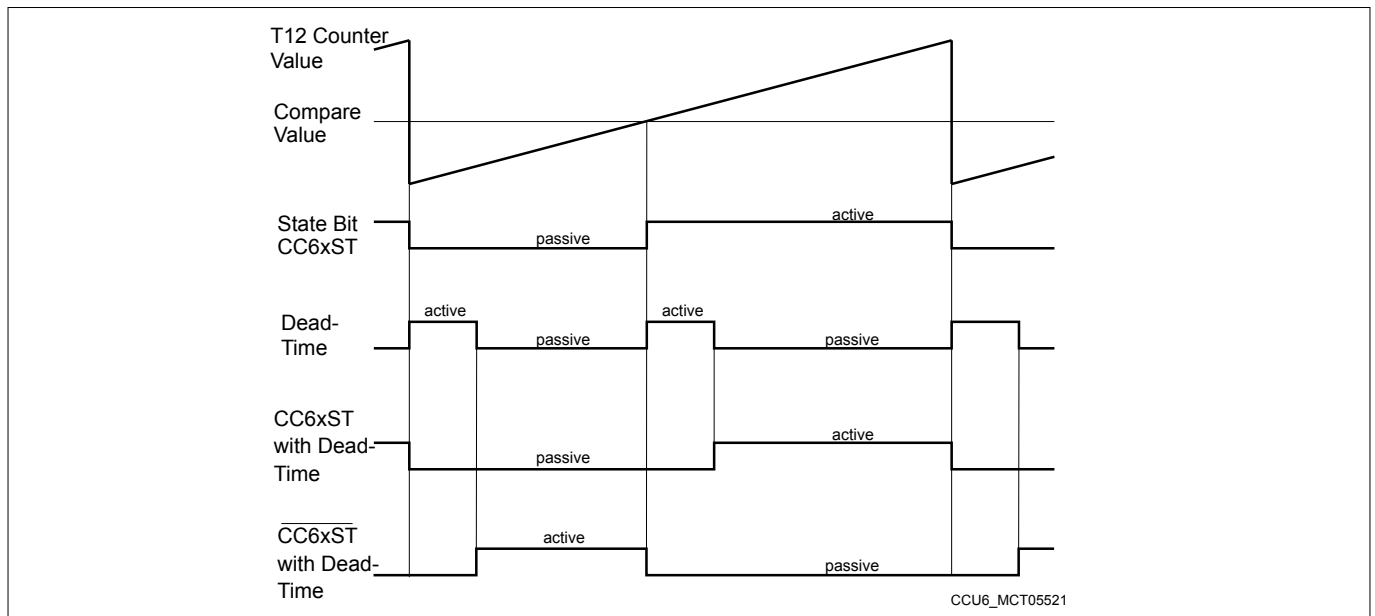 T12 Counter
Value
Compare
Value
State Bit
CC6xST
active
passive
Dead-
Time
active
active
passive
passive
CC6xST
with Dead-
Time
active
passive
CC6xST
with Dead-
Time
active
passive
CCU6_MCT05521